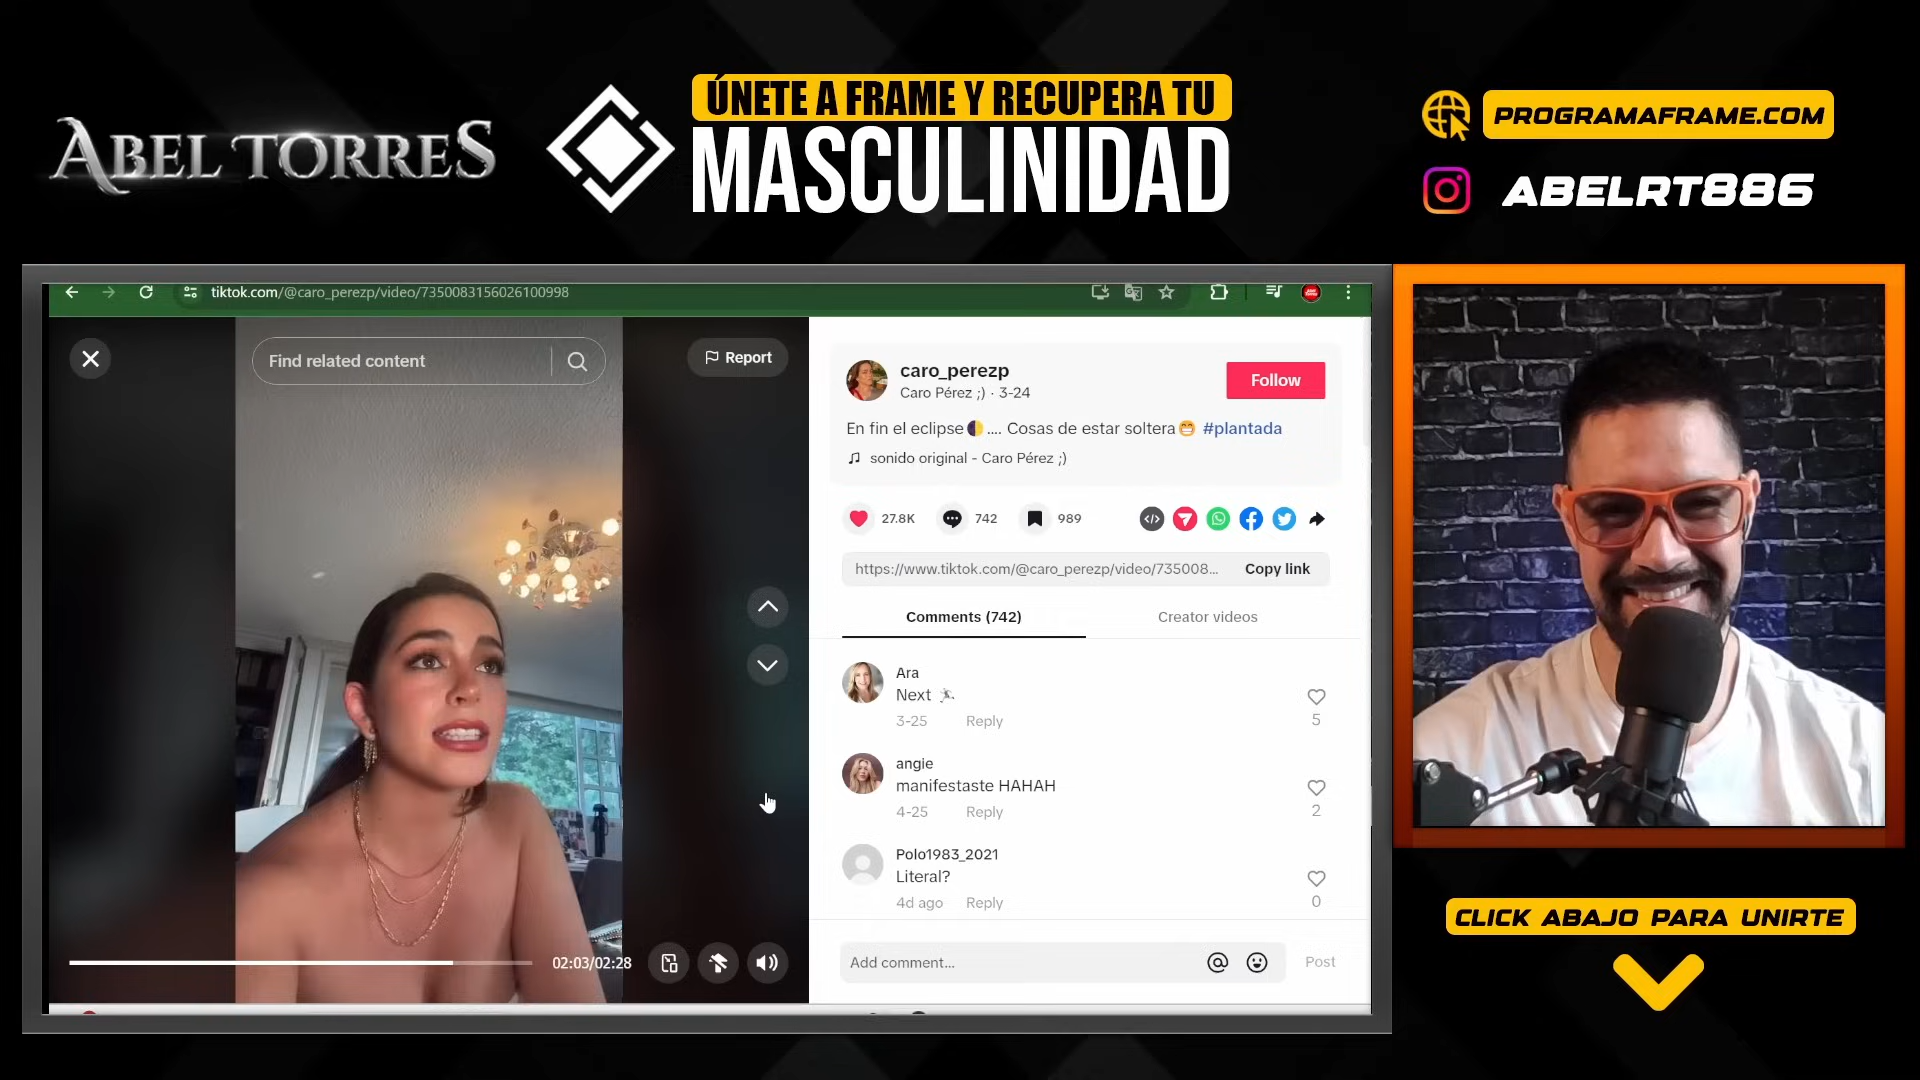 ABEL TORRES
ÚNETE A FRAME Y RECUPERA TU
MASCULINIDAD
PROGRAMAFRAME.COM
ABELRT886
tiktok.com/@caro_perezp/video/7350083156026100998
Find related content
Report
caro_perezp
Caro Pérez ;) · 3-24
Follow
En fin el eclipse🌗.... Cosas de estar soltera😁 #plantada
sonido original - Caro Pérez ;)
27.8K
742
989
https://www.tiktok.com/@caro_perezp/video/735008...
Copy link
Comments (742)
Creator videos
Ara
Next
3-25
Reply
5
angie
manifestaste HAHAH
4-25
Reply
2
Polo1983_2021
Literal?
4d ago
Reply
0
02:03/02:28
Add comment...
Post
CLICK ABAJO PARA UNIRTE